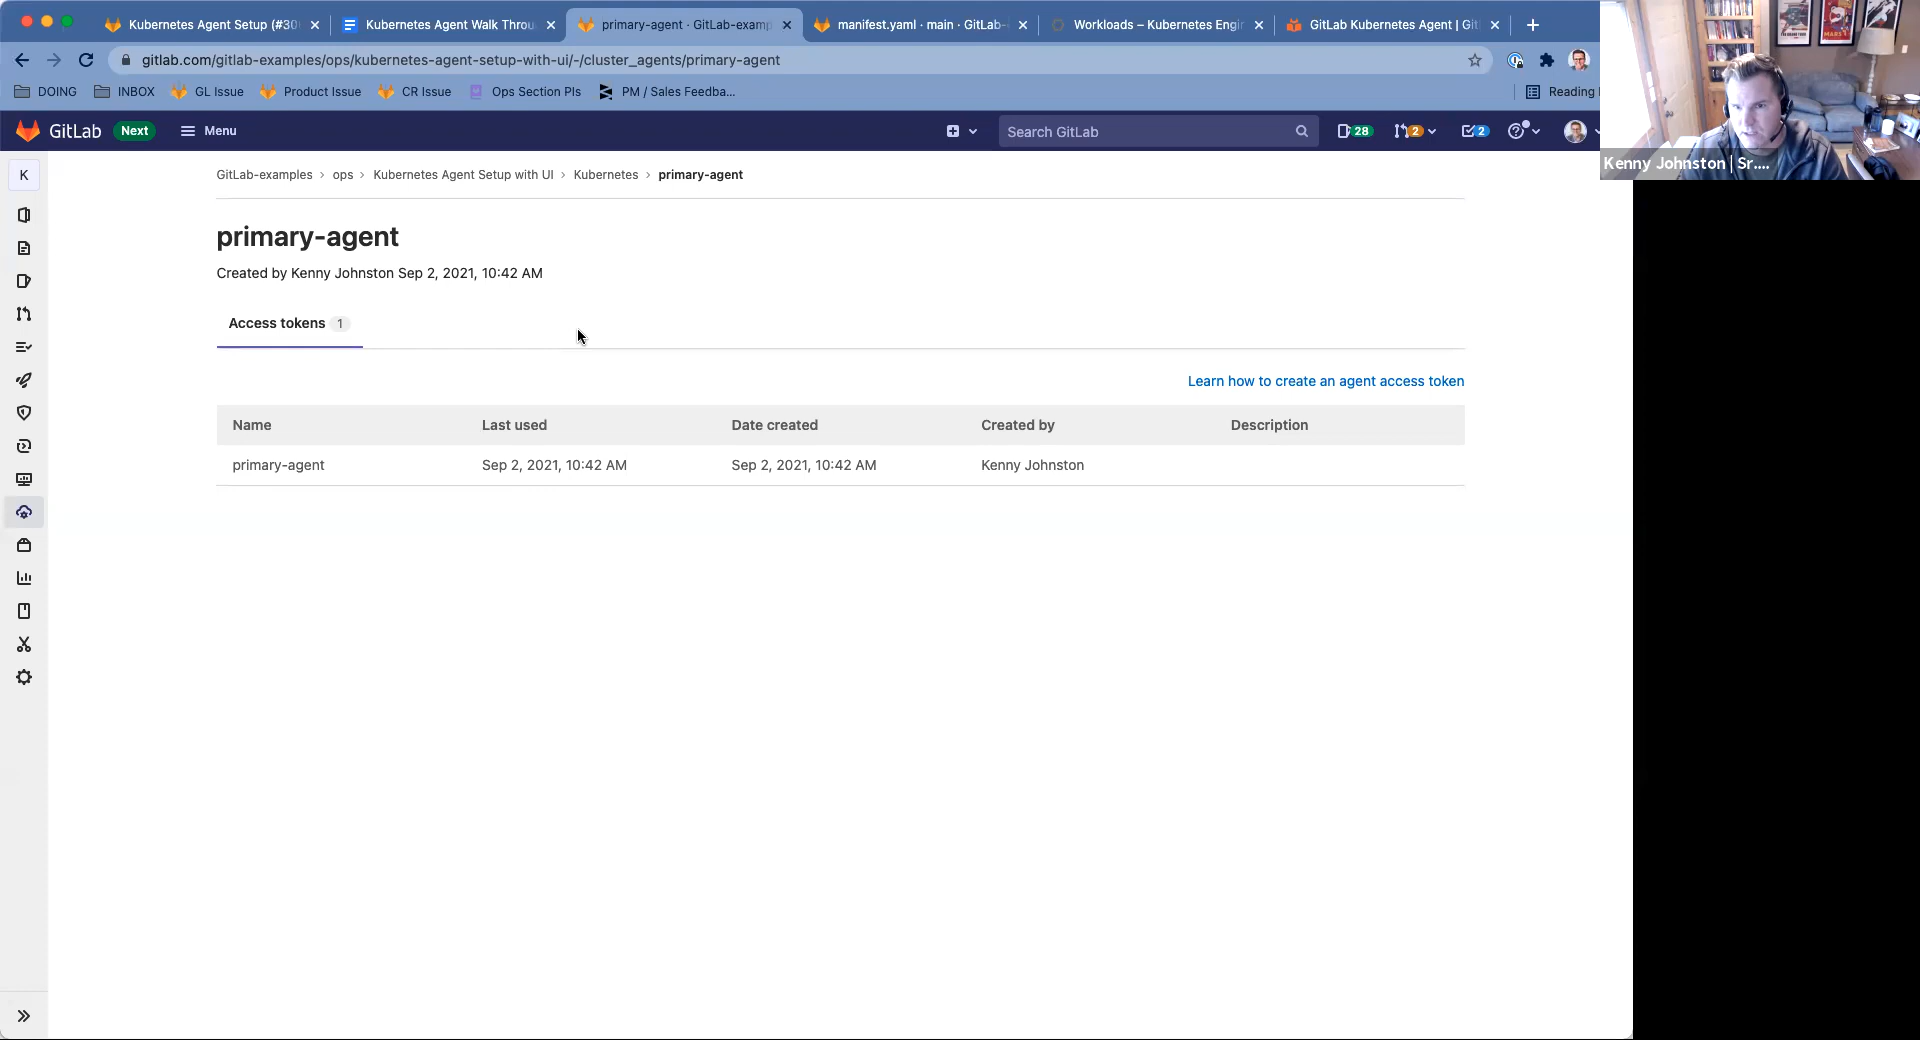 Kubernetes Agent Setup (#30
Kubernetes Agent Walk Throu
primary-agent · GitLab-examp
manifest.yaml · main · GitLab-
Workloads – Kubernetes Engin
GitLab Kubernetes Agent | Git
gitlab.com/gitlab-examples/ops/kubernetes-agent-setup-with-ui/-/cluster_agents/primary-agent
DOING
INBOX
GL Issue
Product Issue
CR Issue
Ops Section PIs
PM / Sales Feedba...
Reading
GitLab
Next
Menu
Search GitLab
28
2
2
Kenny Johnston | Sr....
K
GitLab-examples › ops › Kubernetes Agent Setup with UI › Kubernetes › primary-agent
primary-agent
Created by Kenny Johnston Sep 2, 2021, 10:42 AM
Access tokens 1
Learn how to create an agent access token
Name Last used Date created Created by Description
primary-agent Sep 2, 2021, 10:42 AM Sep 2, 2021, 10:42 AM Kenny Johnston